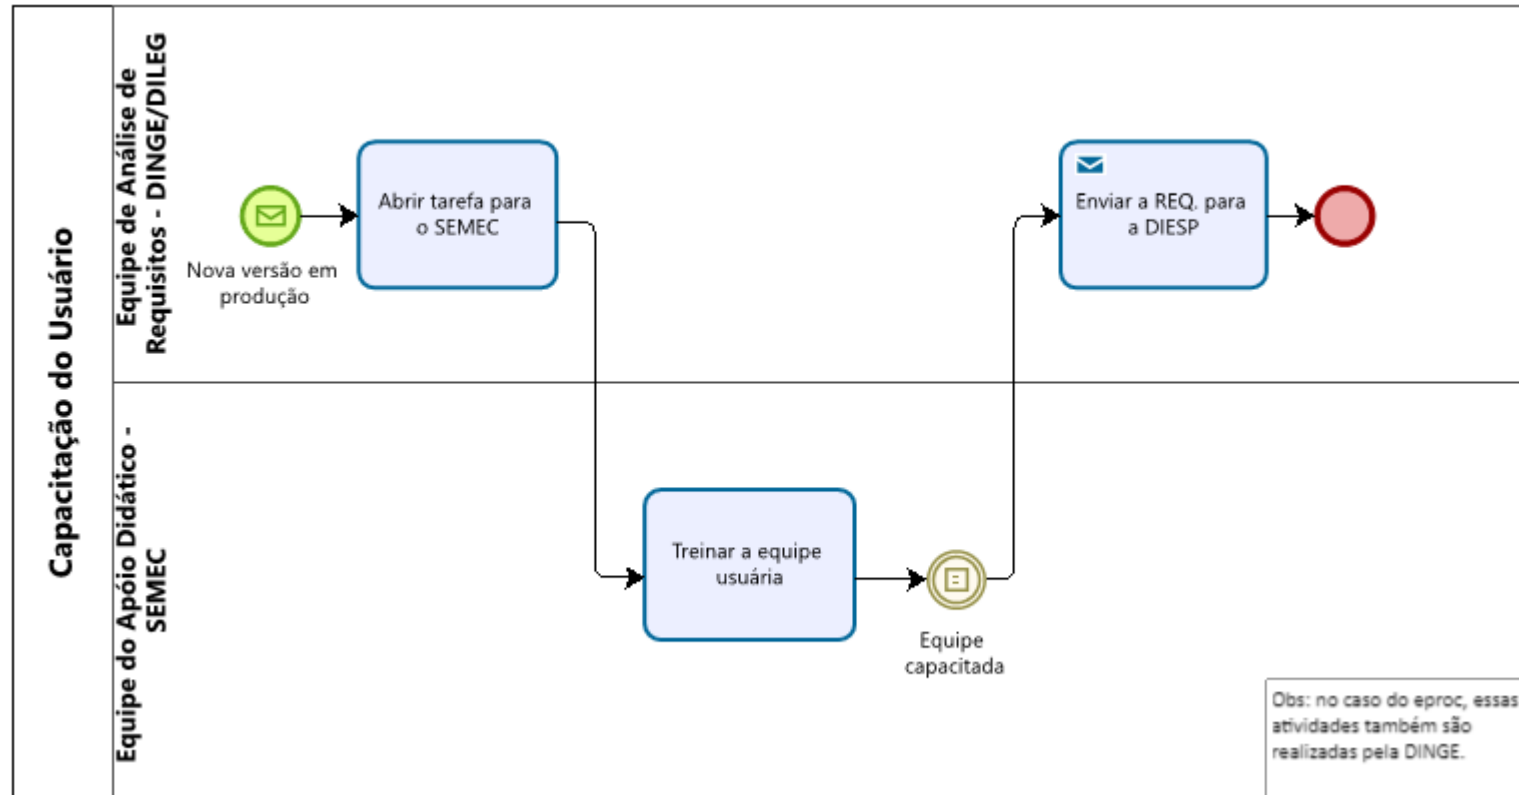 Capacitação do Usuário
Equipe de Análise de
Requisitos - DINGE/DILEG
Nova versão em
produção
Abrir tarefa para
o SEMEC
Enviar a REQ. para
a DIESP
Equipe do Apóio Didático -
SEMEC
Treinar a equipe
usuária
Equipe
capacitada
Obs: no caso do eproc, essas
atividades também são
realizadas pela DINGE.